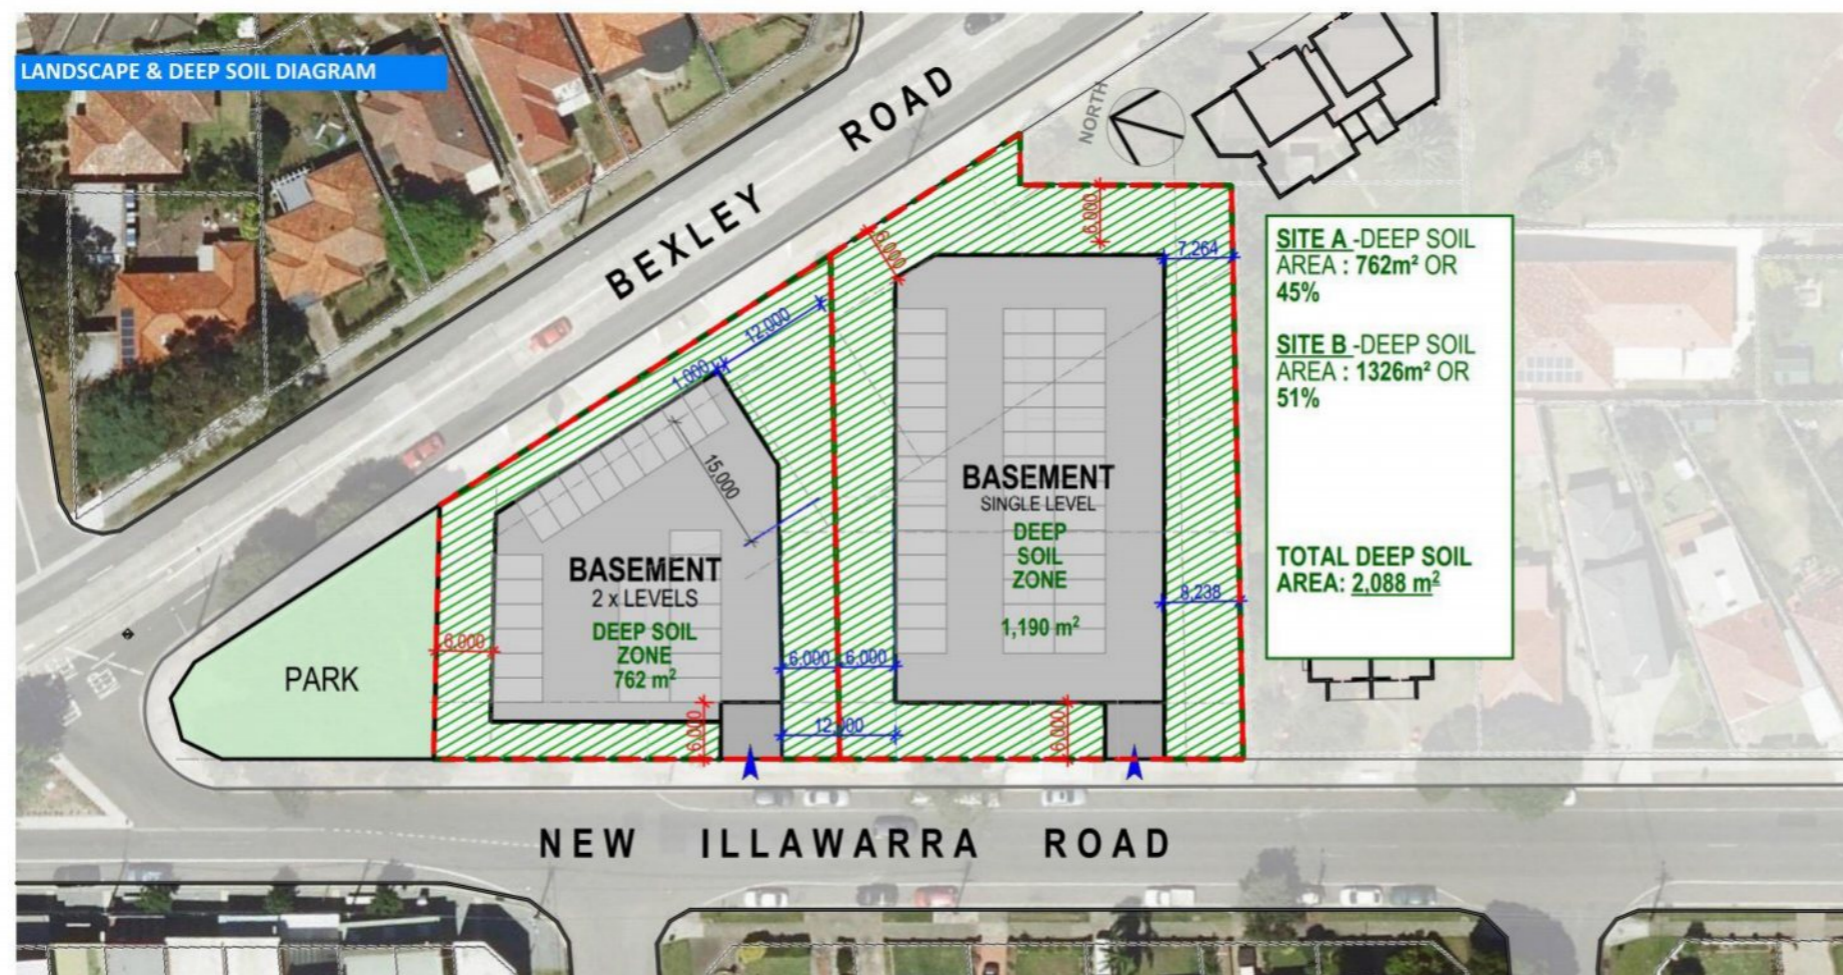 LANDSCAPE & DEEP SOIL DIAGRAM
BEXLEY ROAD
NORTH
6,000
6,000
7,264
12,000
1,000
15,000
SITE A -DEEP SOIL
AREA : 762m² OR
45%
SITE B -DEEP SOIL
AREA : 1326m² OR
51%
TOTAL DEEP SOIL
AREA: 2,088 m²
BASEMENT
SINGLE LEVEL
DEEP
SOIL
ZONE
1,190 m²
BASEMENT
2 x LEVELS
DEEP SOIL
ZONE
762 m²
8,238
6,000
6,000
6,000
PARK
6,000
12,000
6,000
NEW ILLAWARRA ROAD